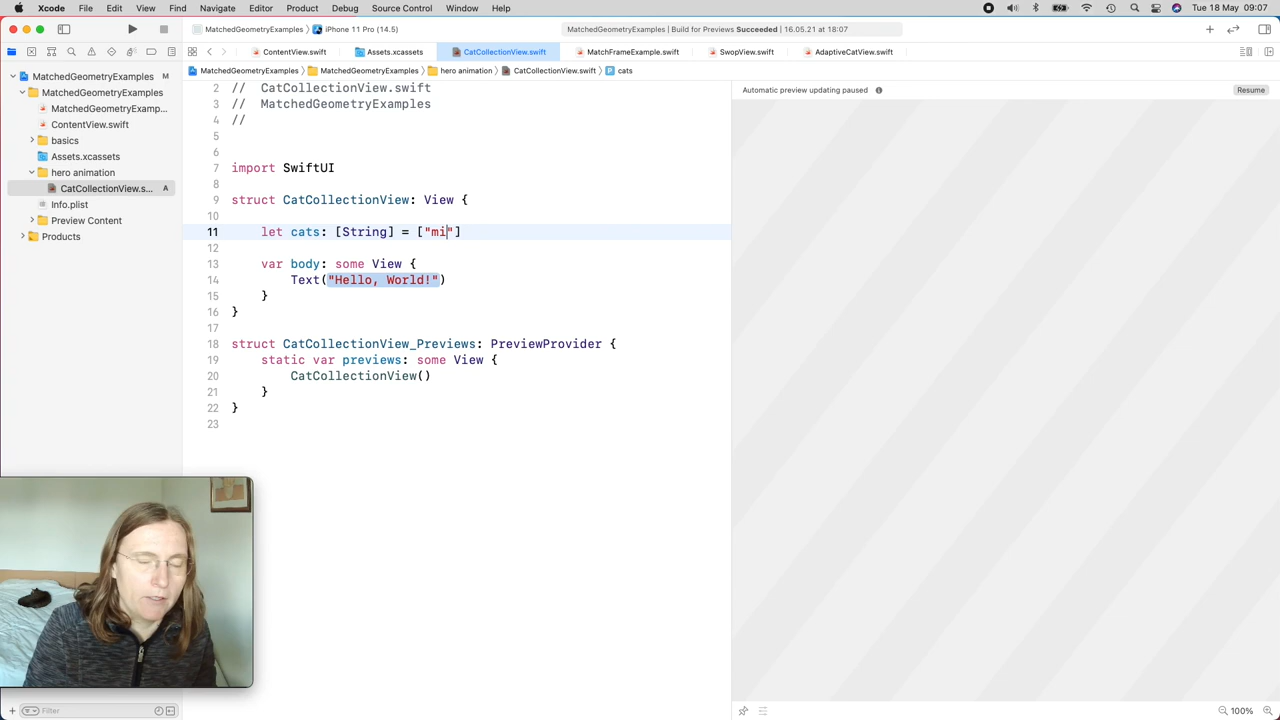 Xcode File Edit View Find Navigate Editor Product Debug Source Control Window Help Tue 18 May 09:07
MatchedGeometryExamples iPhone 11 Pro (14.5) MatchedGeometryExamples | Build for Previews Succeeded | 16.05.21 at 18:07
ContentView.swift Assets.xcassets CatCollectionView.swift MatchFrameExample.swift SwopView.swift AdaptiveCatView.swift
MatchedGeometryExamples MatchedGeometryExamples hero animation CatCollectionView.swift P cats
MatchedGeometryExamples M
MatchedGeometryExamples
MatchedGeometryExamp...
ContentView.swift
basics
Assets.xcassets
hero animation
CatCollectionView.s... A
Info.plist
Preview Content
Products
2 // CatCollectionView.swift
3 // MatchedGeometryExamples
4 //
5
6
7 import SwiftUI
8
9 struct CatCollectionView: View {
10
11 let cats: [String] = ["mi"]
12
13 var body: some View {
14 Text("Hello, World!")
15 }
16 }
17
18 struct CatCollectionView_Previews: PreviewProvider {
19 static var previews: some View {
20 CatCollectionView()
21 }
22 }
23
Automatic preview updating paused Resume
Filter
100%